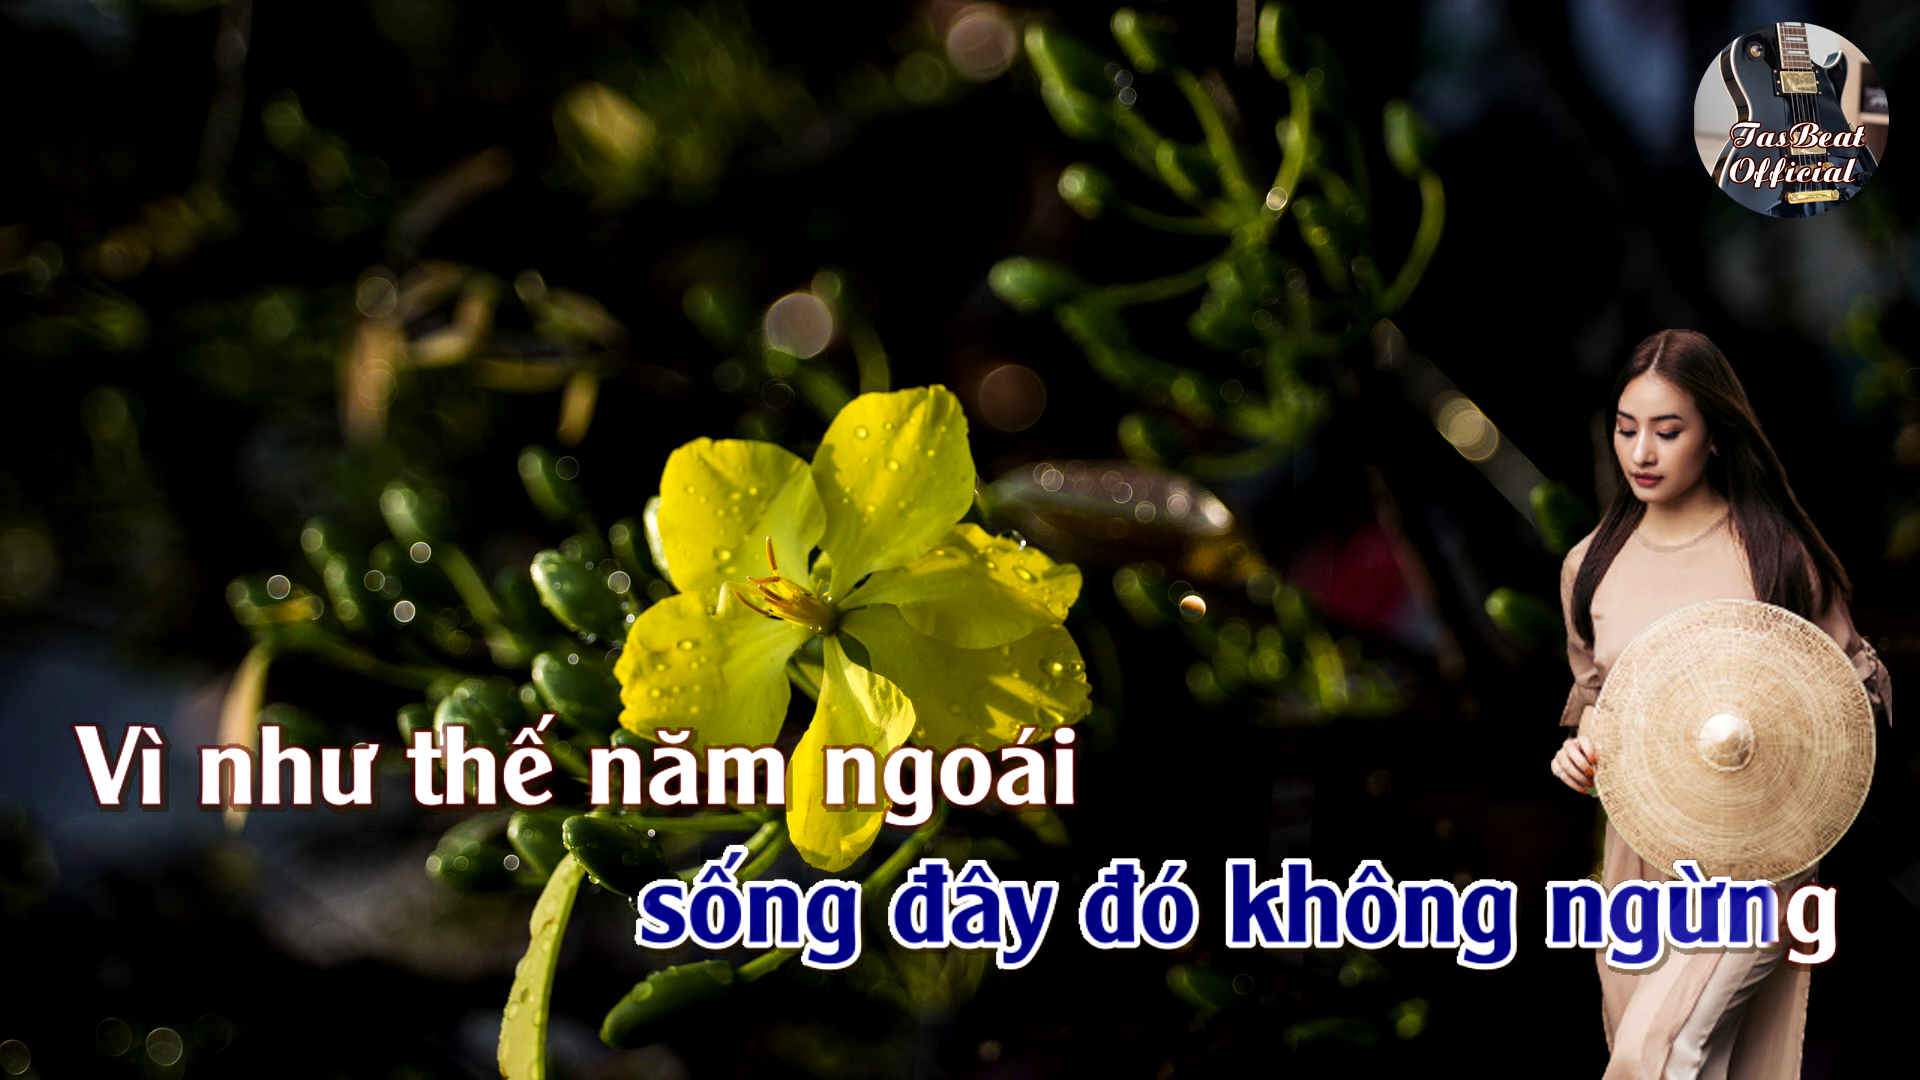 TasBeat
Official
Vì như thế năm ngoái
sống đây đó không ngừng